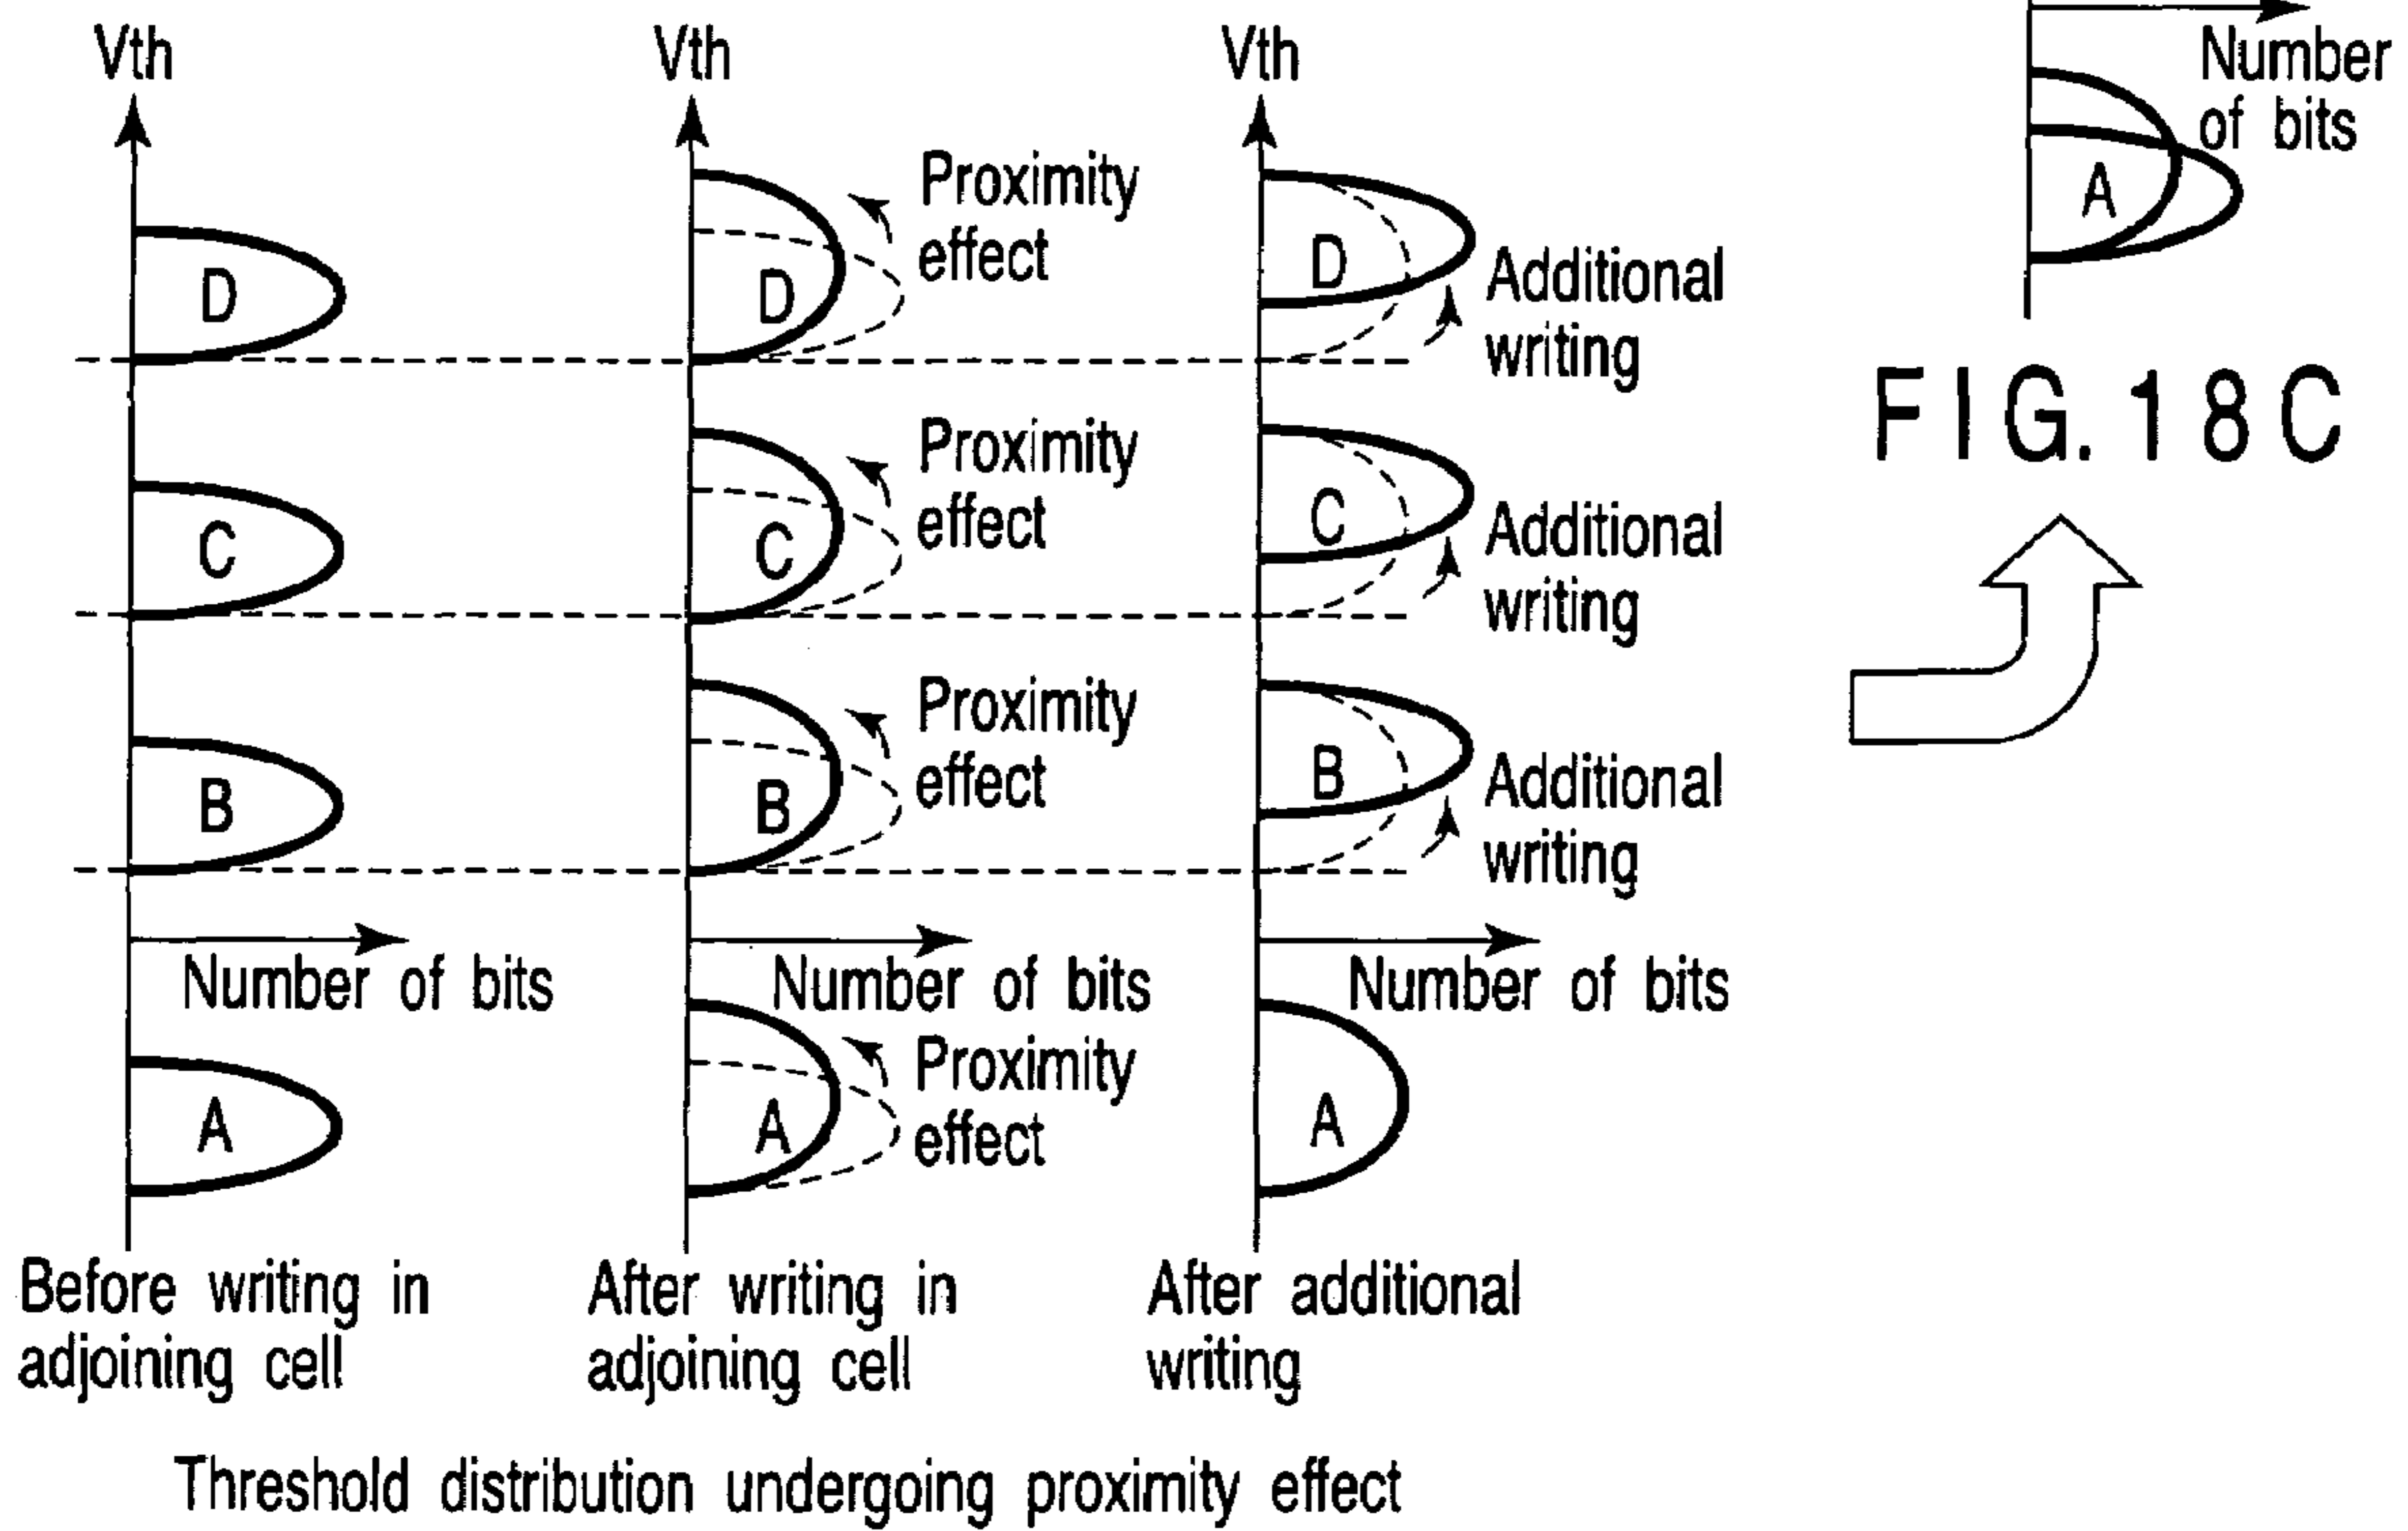 Vth
D
C
B
Number of bits
A
Before writing in
adjoining cell
Vth
Proximity
effect
D
Proximity
effect
C
Proximity
effect
B
Number of bits
Proximity
effect
A
After writing in
adjoining cell
Vth
D
Additional
writing
C
Additional
writing
B
Additional
writing
Number of bits
A
After additional
writing
Threshold distribution undergoing proximity effect
Number
of bits
A
FIG. 18C